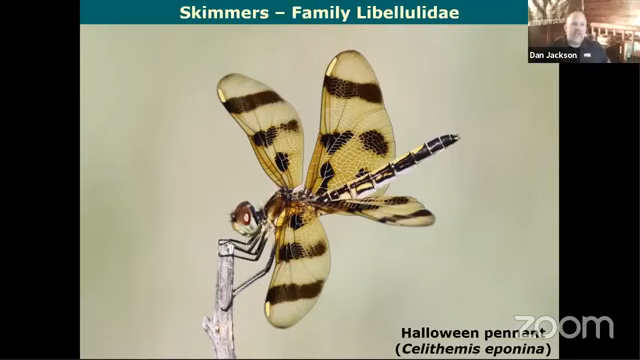 Skimmers – Family Libellulidae
Dan Jackson
Halloween pennant
(Celithemis eponina)
zoom